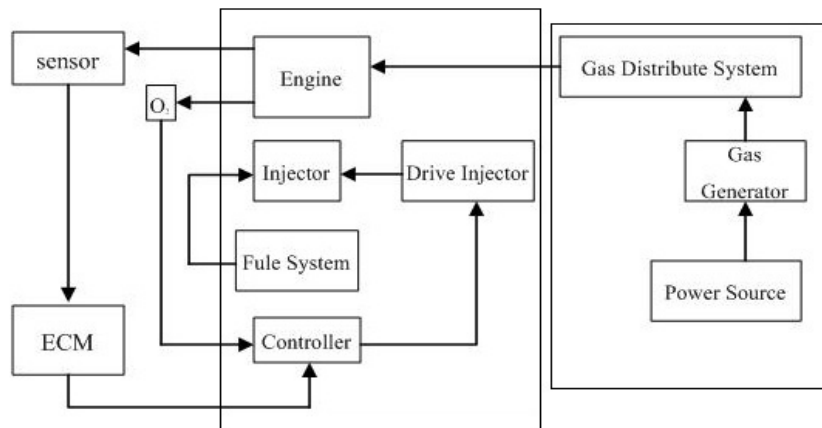 sensor
Engine
Gas Distribute System
O₂
Injector
Drive Injector
Gas
Generator
Fule System
Power Source
ECM
Controller